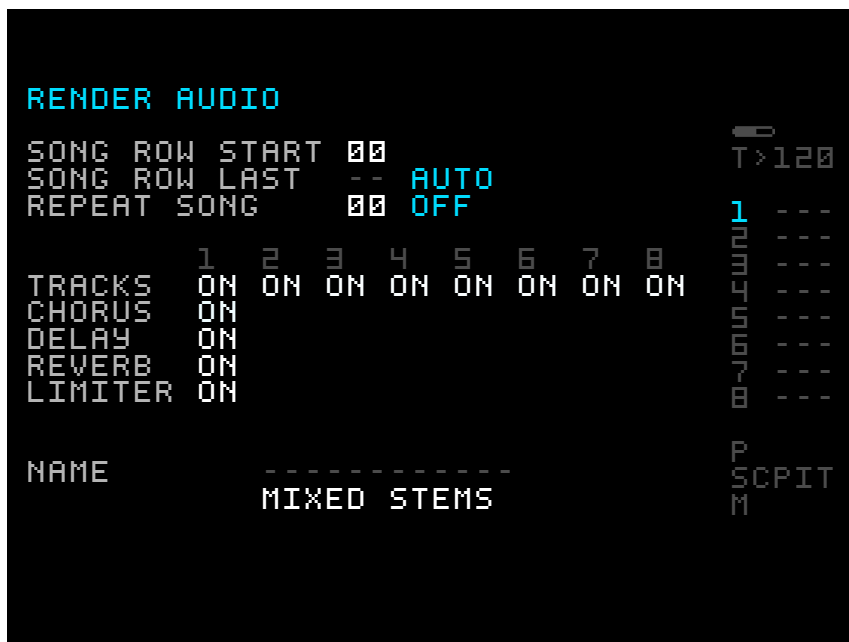 RENDER AUDIO
T>120
SONG ROW START 00
SONG ROW LAST -- AUTO
REPEAT SONG 00 OFF
1 2 3 4 5 6 7 8
TRACKS ON ON ON ON ON ON ON ON
CHORUS ON
DELAY ON
REVERB ON
LIMITER ON
NAME ------------
MIXED STEMS
1 ---
2 ---
3 ---
4 ---
5 ---
6 ---
7 ---
8 ---
P
SCPIT
M